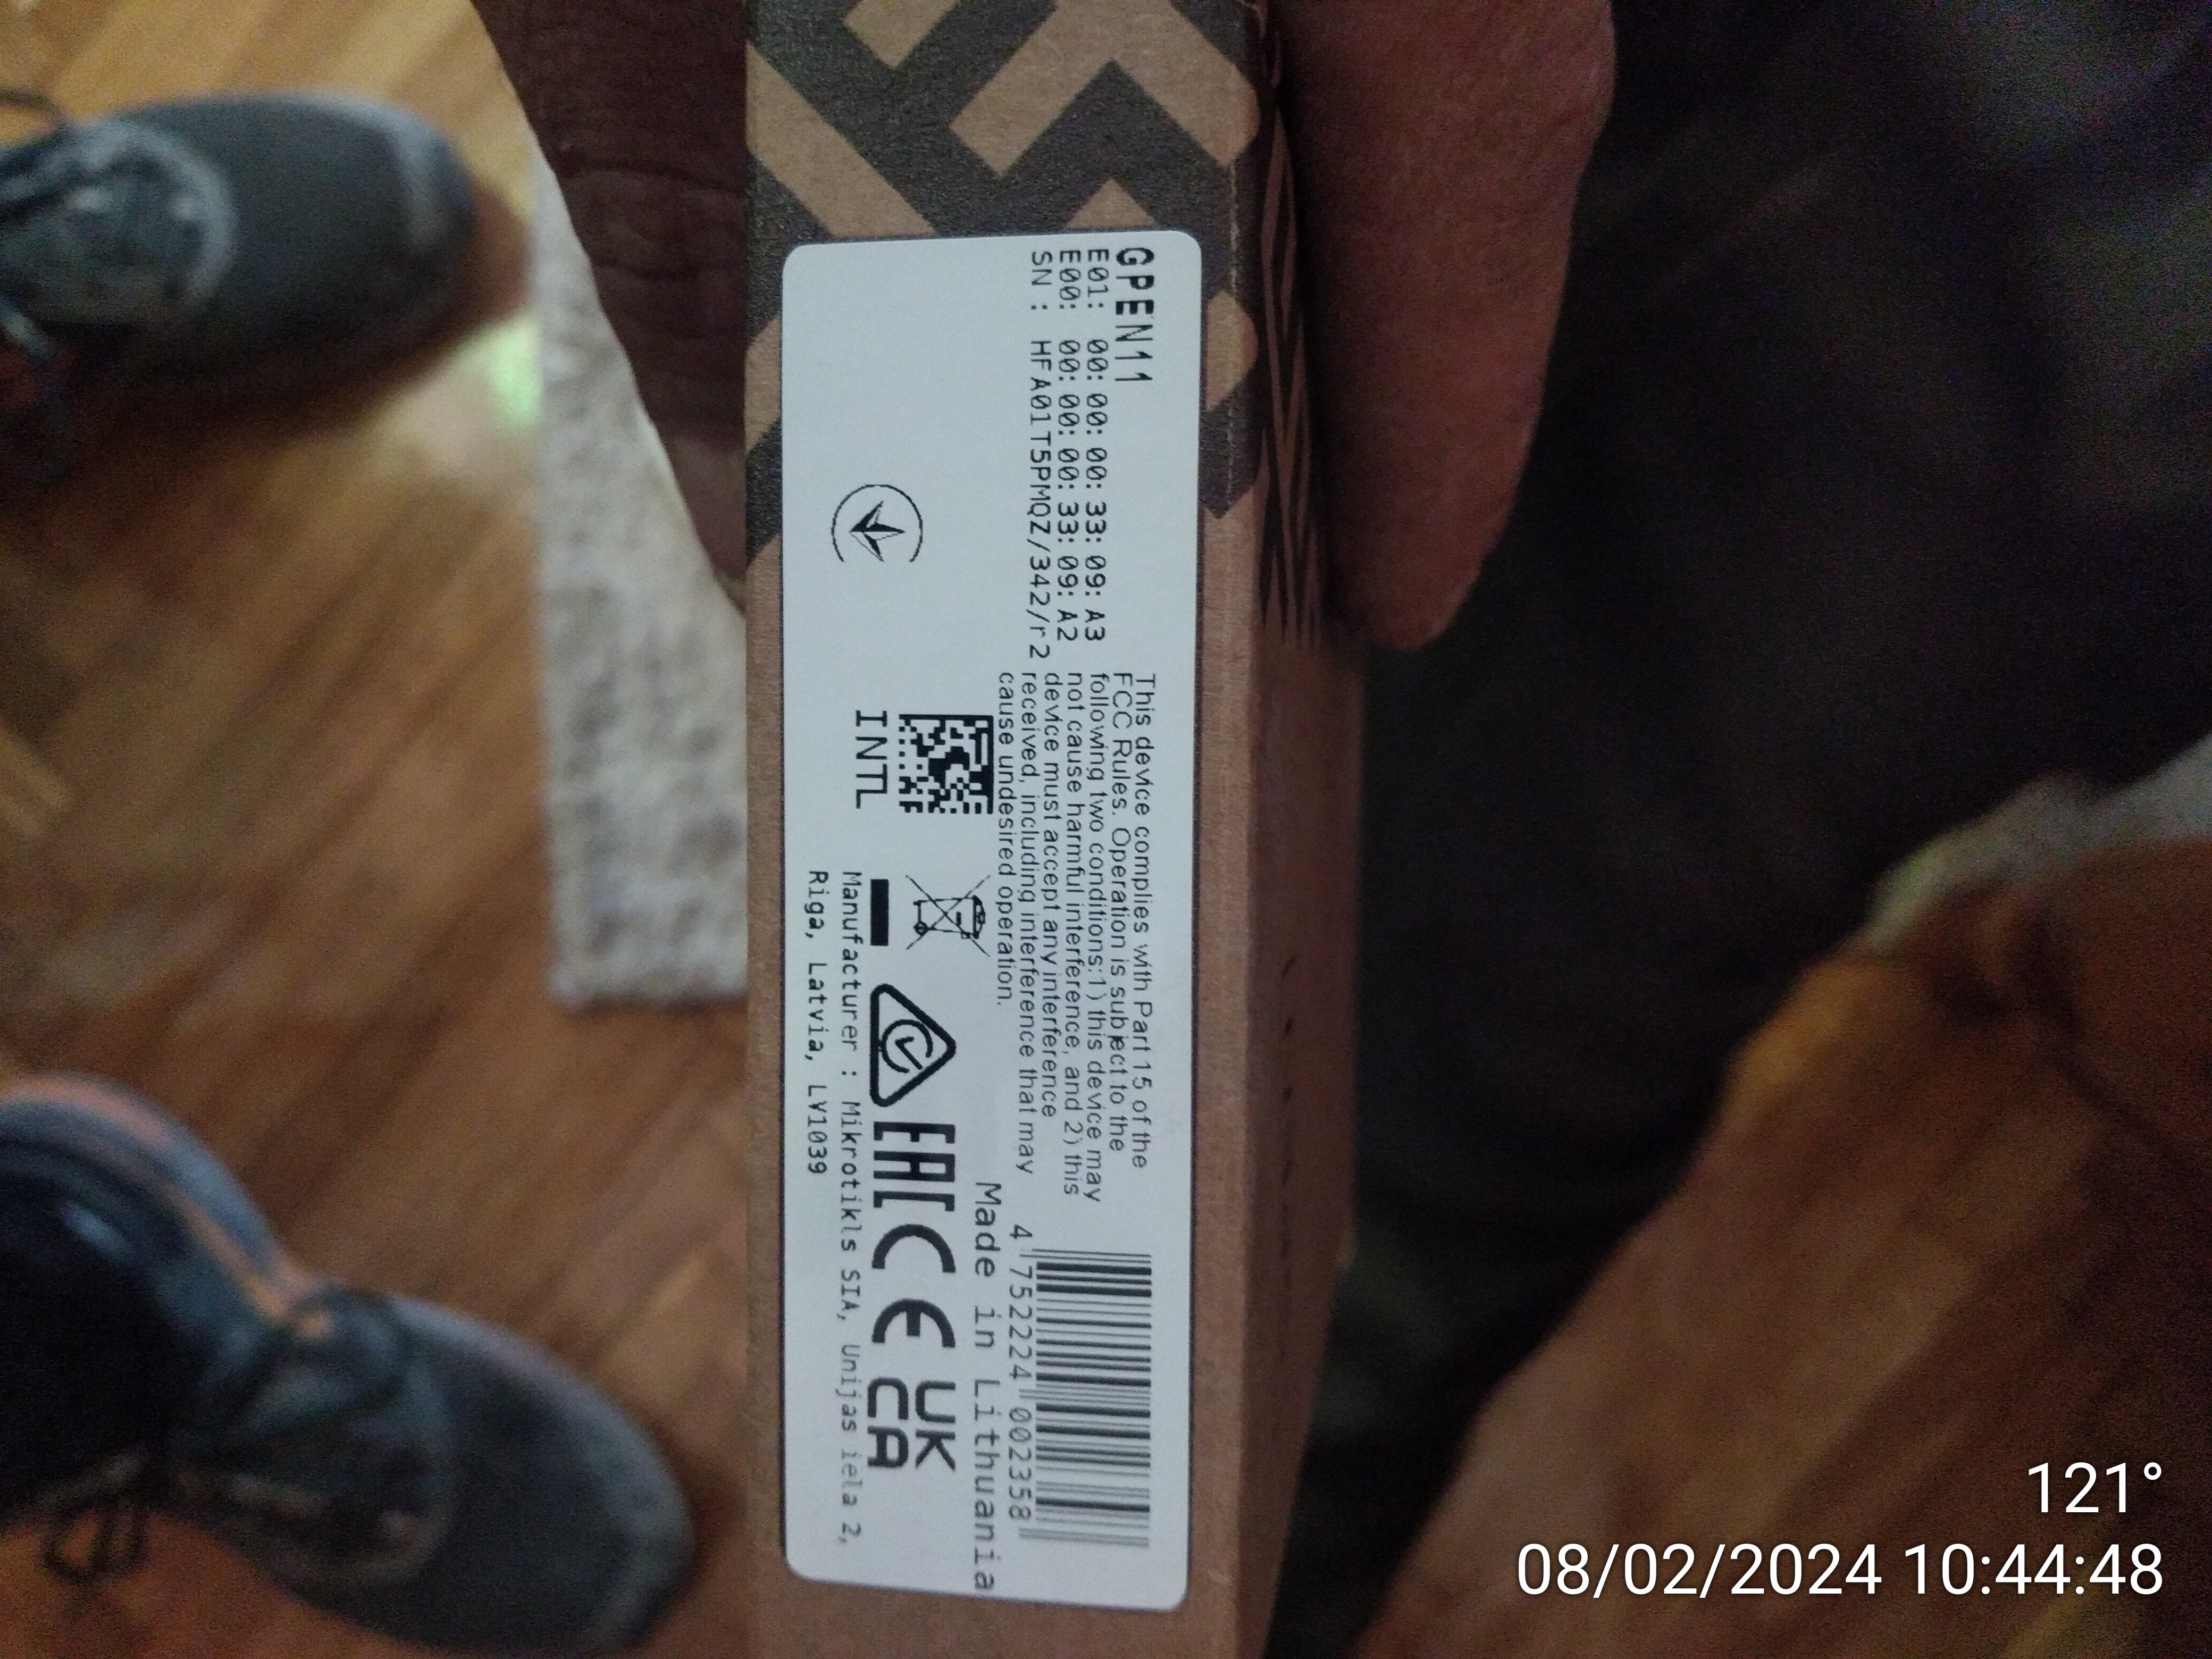 GPEN11
E01: 00:00:00:33:09:A3
E00: 00:00:00:33:09:A2
SN: HFA01T5PMQZ/342/r2
This device complies with Part 15 of the
FCC Rules. Operation is subject to the
following two conditions:1) this device may
not cause harmful interference, and 2) this
device must accept any interference
received, including interference that may
cause undesired operation.
4 752224 002358
Made in Lithuania
INTL
EAC CE UK
CA
Manufacturer: Mikrotikls SIA, Unijas iela 2,
Riga, Latvia, LV1039
121°
08/02/2024 10:44:48